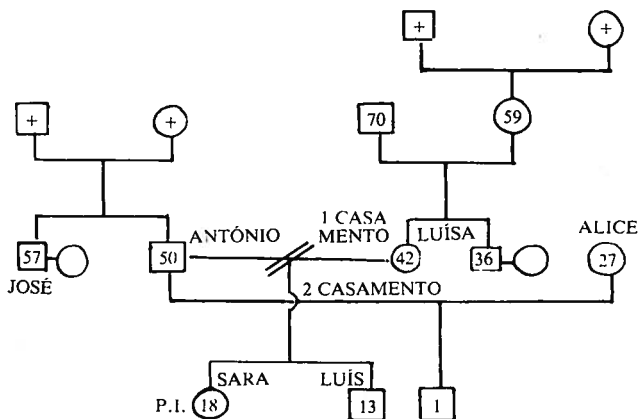 + +
+ + 70 59
1 CASA
MENTO
ANTÓNIO LUÍSA ALICE
57 50 42 36 27
JOSÉ
2 CASAMENTO
SARA LUÍS
P.I. 18 13 1